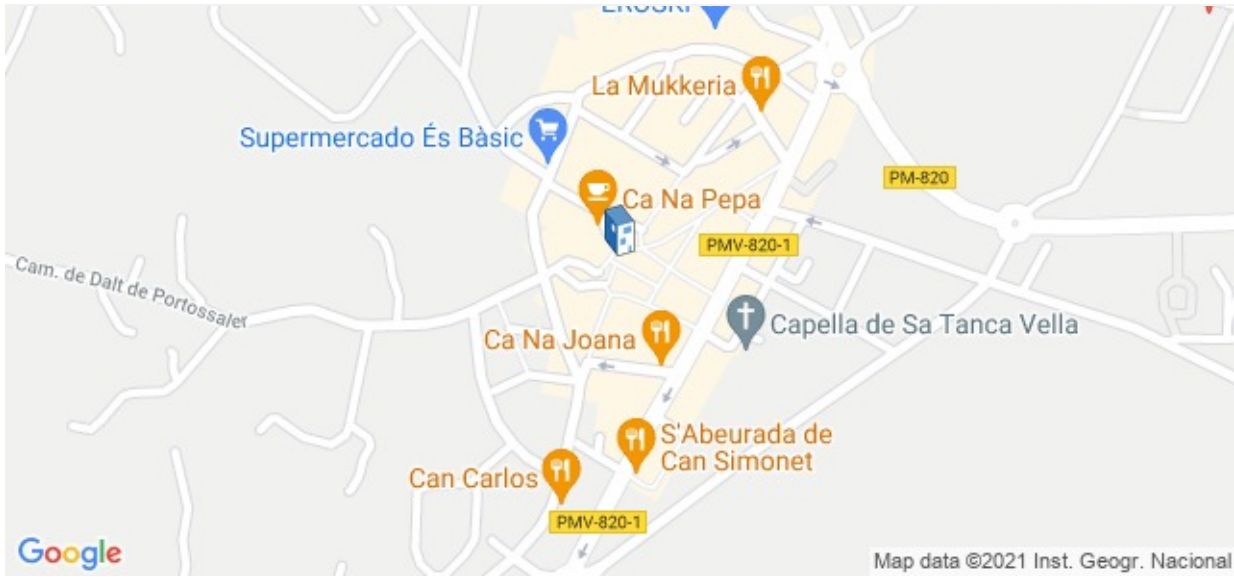 EROSKI
La Mukkeria
Supermercado És Bàsic
PM-820
Ca Na Pepa
PMV-820-1
Cam. de Dalt de Portossalet
Capella de Sa Tanca Vella
Ca Na Joana
S'Abeurada de
Can Simonet
Can Carlos
PMV-820-1
Google
Map data ©2021 Inst. Geogr. Nacional